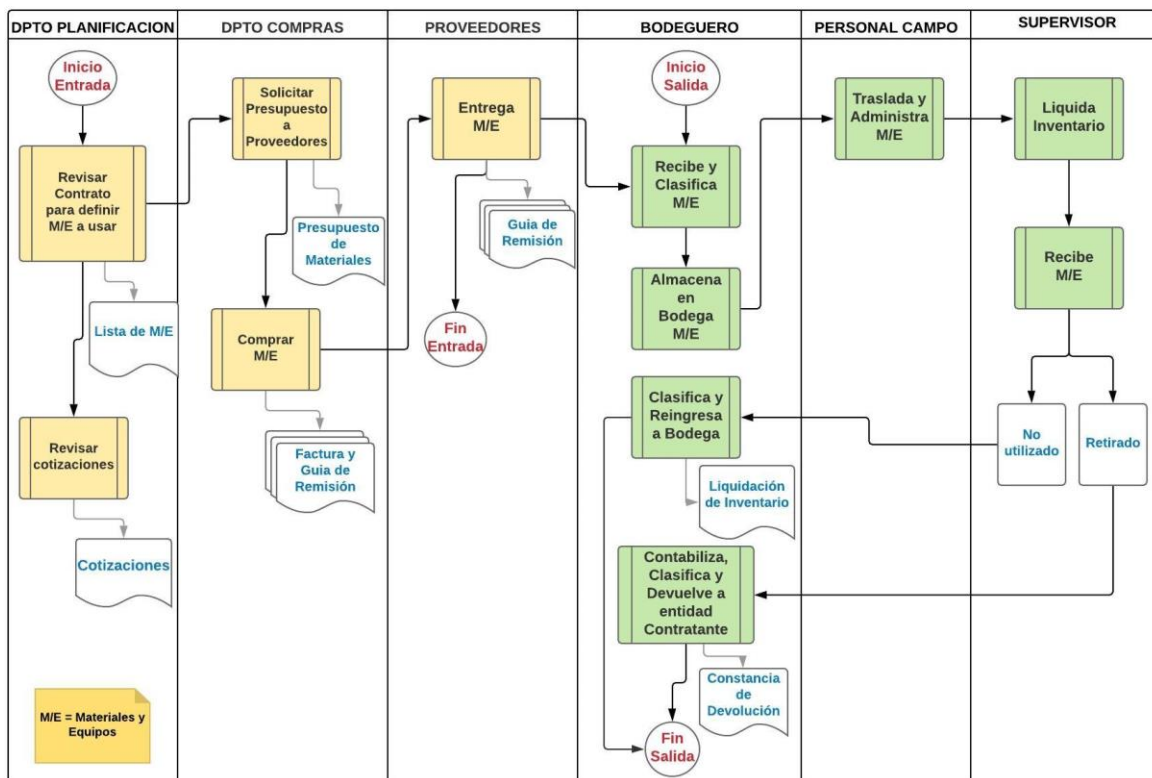 DPTO PLANIFICACION
DPTO COMPRAS
PROVEEDORES
BODEGUERO
PERSONAL CAMPO
SUPERVISOR
Inicio
Entrada
Revisar
Contrato
para definir
M/E a usar
Lista de M/E
Revisar
cotizaciones
Cotizaciones
M/E = Materiales y
Equipos
Solicitar
Presupuesto
a
Proveedores
Presupuesto
de
Materiales
Comprar
M/E
Factura y
Guia de
Remisión
Entrega
M/E
Guia de
Remisión
Fin
Entrada
Inicio
Salida
Recibe y
Clasifica
M/E
Almacena
en
Bodega
M/E
Clasifica y
Reingresa
a Bodega
Liquidación
de Inventario
Contabiliza,
Clasifica y
Devuelve a
entidad
Contratante
Constancia
de
Devolución
Fin
Salida
Traslada y
Administra
M/E
Liquida
Inventario
Recibe
M/E
No
utilizado
Retirado